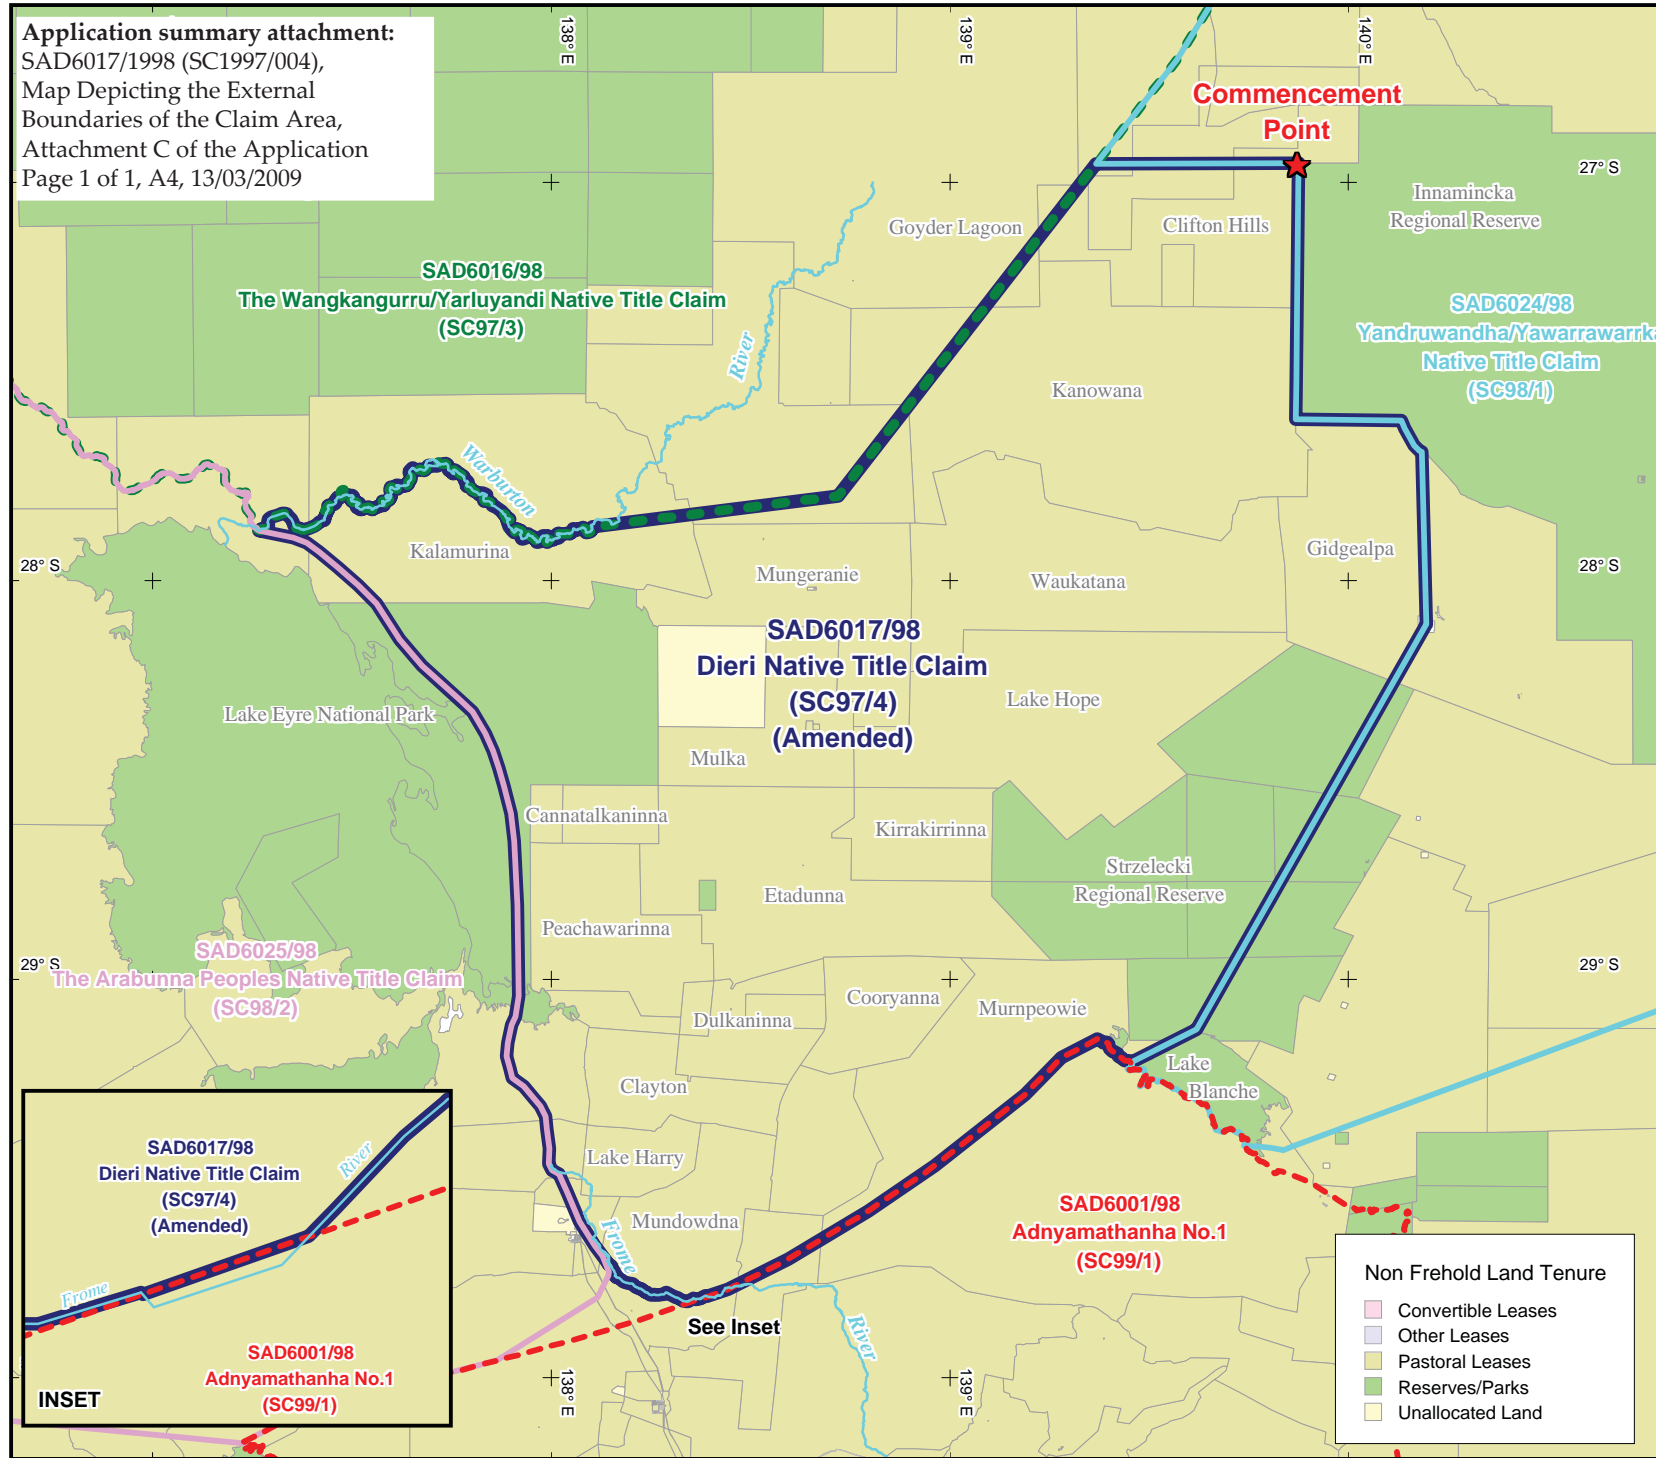 Application summary attachment:
SAD6017/1998 (SC1997/004),
Map Depicting the External
Boundaries of the Claim Area,
Attachment C of the Application
Page 1 of 1, A4, 13/03/2009
138° E
139° E
140° E
Commencement
Point
27° S
Innamincka
Regional Reserve
Goyder Lagoon
Clifton Hills
SAD6016/98
The Wangkangurru/Yarluyandi Native Title Claim
(SC97/3)
SAD6024/98
Yandruwandha/Yawarrawarrka
Native Title Claim
(SC98/1)
River
Kanowana
Warburton
Kalamurina
Gidgealpa
28° S
28° S
Mungeranie
Waukatana
SAD6017/98
Dieri Native Title Claim
(SC97/4)
(Amended)
Lake Eyre National Park
Lake Hope
Mulka
Cannatalkaninna
Kirrakirrinna
Strzelecki
Regional Reserve
Etadunna
Peachawarinna
SAD6025/98
The Arabunna Peoples Native Title Claim
(SC98/2)
29° S
29° S
Cooryanna
Murnpeowie
Dulkaninna
Lake
Blanche
Clayton
Lake Harry
Mundowdna
Frome
SAD6001/98
Adnyamathanha No.1
(SC99/1)
See Inset
River
138° E
139° E
SAD6017/98
Dieri Native Title Claim
(SC97/4)
(Amended)
River
Frome
SAD6001/98
Adnyamathanha No.1
(SC99/1)
INSET
Non Frehold Land Tenure
Convertible Leases
Other Leases
Pastoral Leases
Reserves/Parks
Unallocated Land